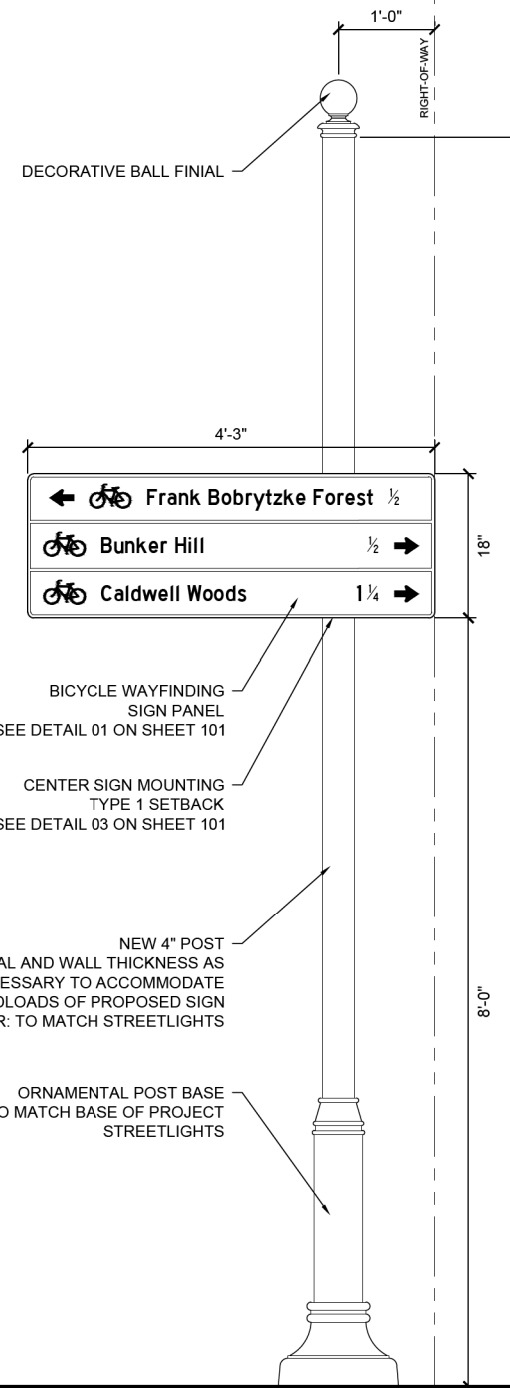 1'-0"
RIGHT-OF-WAY
DECORATIVE BALL FINIAL
4'-3"
Frank Bobrytzke Forest ½
Bunker Hill ½
Caldwell Woods 1¼
18"
BICYCLE WAYFINDING
SIGN PANEL
SEE DETAIL 01 ON SHEET 101
CENTER SIGN MOUNTING
TYPE 1 SETBACK
SEE DETAIL 03 ON SHEET 101
NEW 4" POST
AL AND WALL THICKNESS AS
ESSARY TO ACCOMMODATE
DLOADS OF PROPOSED SIGN
R: TO MATCH STREETLIGHTS
8'-0"
ORNAMENTAL POST BASE
O MATCH BASE OF PROJECT
STREETLIGHTS